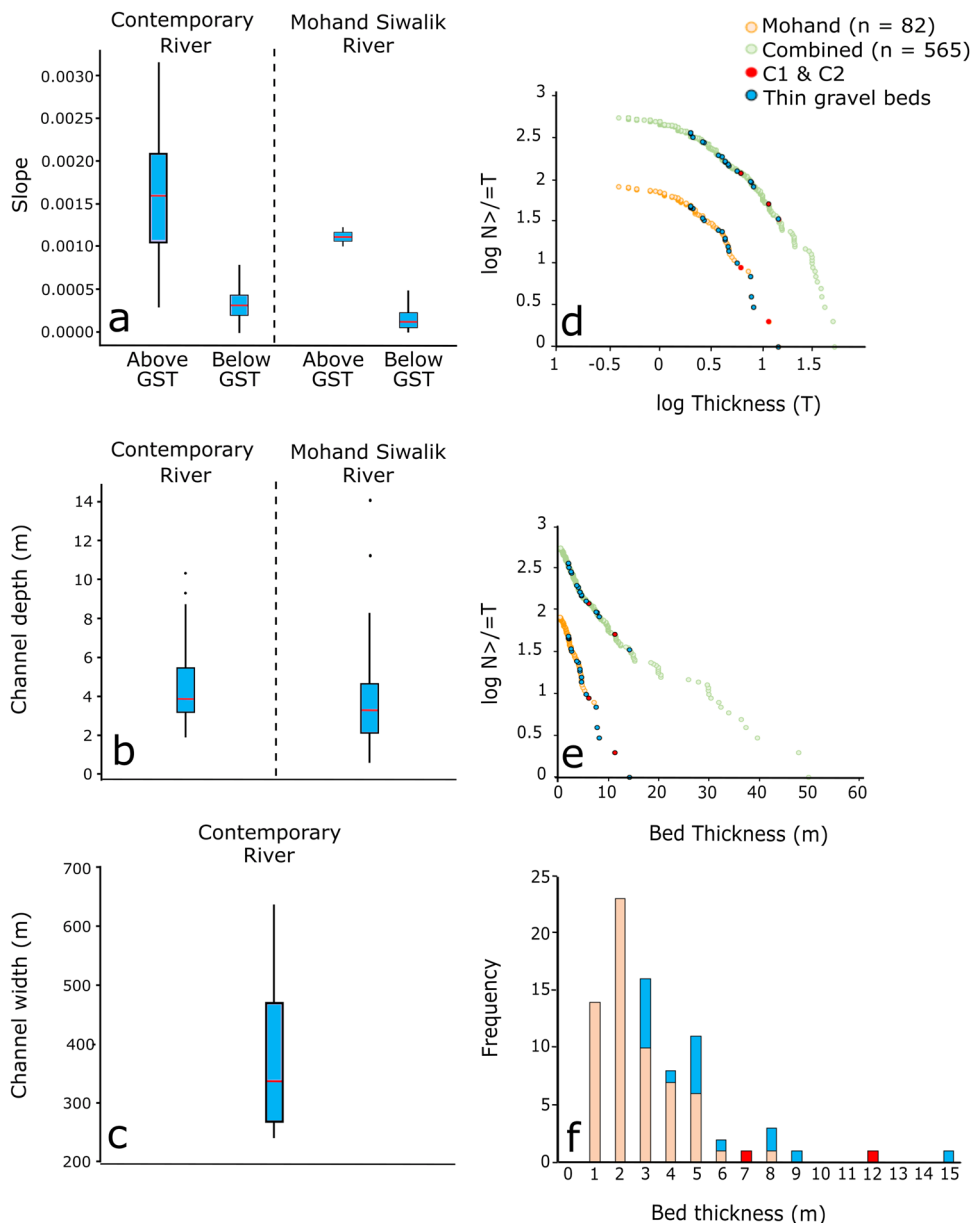 Contemporary
River
Mohand Siwalik
River
Slope
0.0030
0.0020
0.0015
0.0010
0.0005
0.0000
a
Above
GST
Below
GST
Above
GST
Below
GST
Mohand (n = 82)
Combined (n = 565)
C1 & C2
Thin gravel beds
log N>/=T
3
2.5
2
1.5
1
0.5
0
d
1
-0.5
0
0.5
1
1.5
2
log Thickness (T)
Contemporary
River
Mohand Siwalik
River
Channel depth (m)
14
12
10
8
6
4
2
0
b
log N>/=T
3
2.5
2
1.5
1
0.5
0
e
0
10
20
30
40
50
60
Bed Thickness (m)
Contemporary
River
Channel width (m)
700
600
500
400
300
200
c
Frequency
25
20
15
10
5
0
f
0 1 2 3 4 5 6 7 8 9 10 11 12 13 14 15
Bed thickness (m)